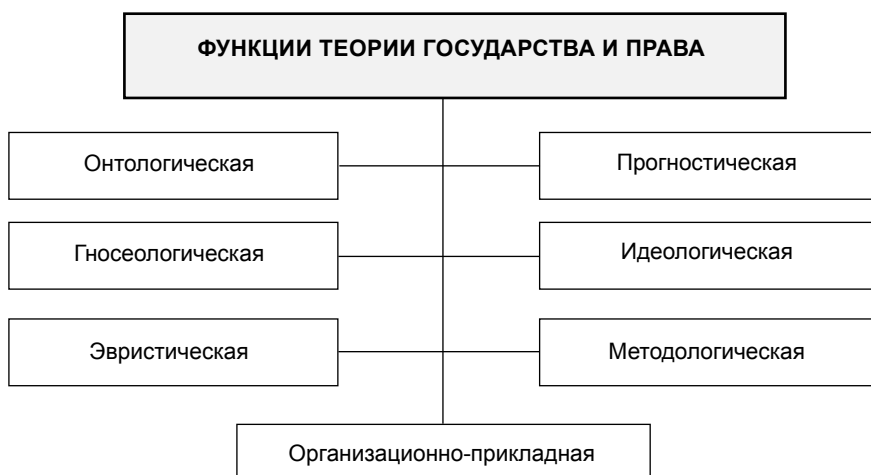 ФУНКЦИИ ТЕОРИИ ГОСУДАРСТВА И ПРАВА
Онтологическая
Прогностическая
Гносеологическая
Идеологическая
Эвристическая
Методологическая
Организационно-прикладная